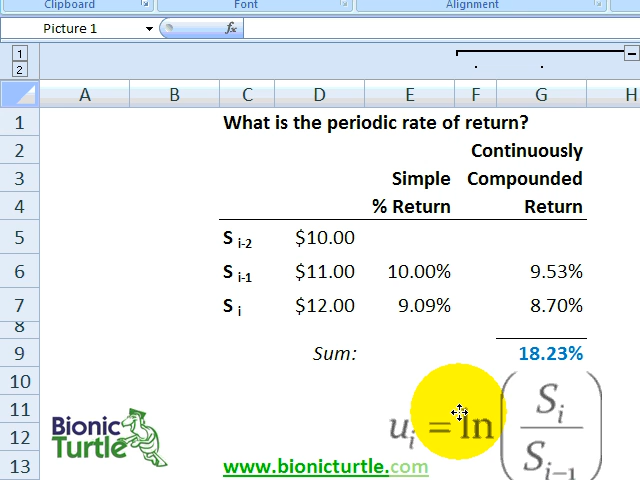 Clipboard Font Alignment
Picture 1 fx
1
2
A B C D E F G H
1 What is the periodic rate of return?
2 Continuously
3 Simple Compounded
4 % Return Return
5 S i-2 $10.00
6 S i-1 $11.00 10.00% 9.53%
7 S i $12.00 9.09% 8.70%
8
9 Sum: 18.23%
10
11
12
13
Bionic
Turtle
u_i = ln(S_i / S_{i-1})
www.bionicturtle.com